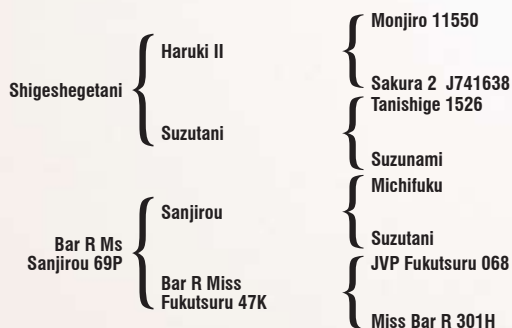 Shigeshegetani
Haruki II
Monjiro 11550
Sakura 2 J741638
Suzutani
Tanishige 1526
Suzunami
Bar R Ms
Sanjirou 69P
Sanjirou
Michifuku
Suzutani
Bar R Miss
Fukutsuru 47K
JVP Fukutsuru 068
Miss Bar R 301H